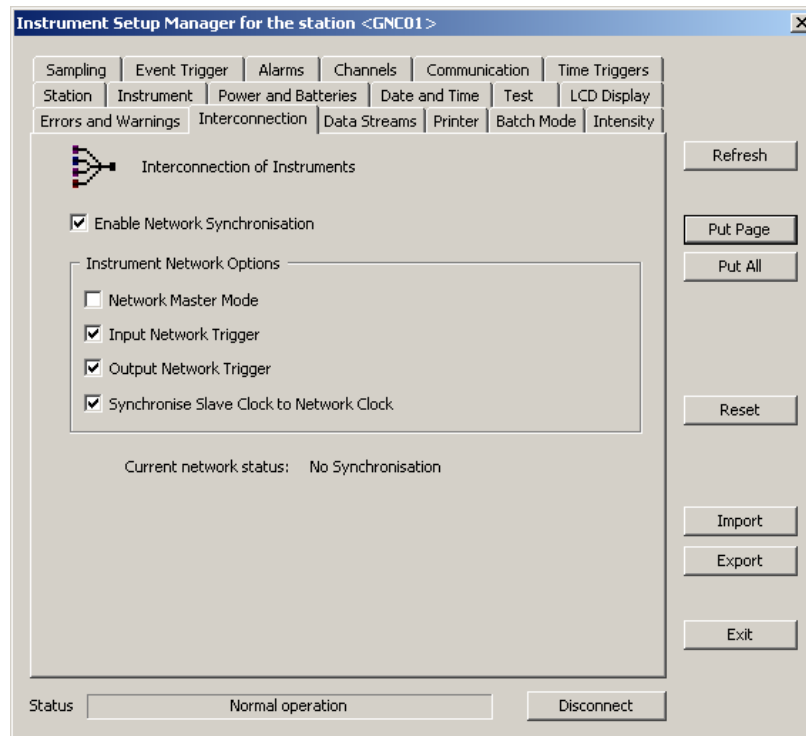 Instrument Setup Manager for the station <GNC01>
Sampling Event Trigger Alarms Channels Communication Time Triggers
Station Instrument Power and Batteries Date and Time Test LCD Display
Errors and Warnings Interconnection Data Streams Printer Batch Mode Intensity
Interconnection of Instruments
Enable Network Synchronisation
Instrument Network Options
Network Master Mode
Input Network Trigger
Output Network Trigger
Synchronise Slave Clock to Network Clock
Current network status: No Synchronisation
Refresh
Put Page
Put All
Reset
Import
Export
Exit
Status Normal operation Disconnect